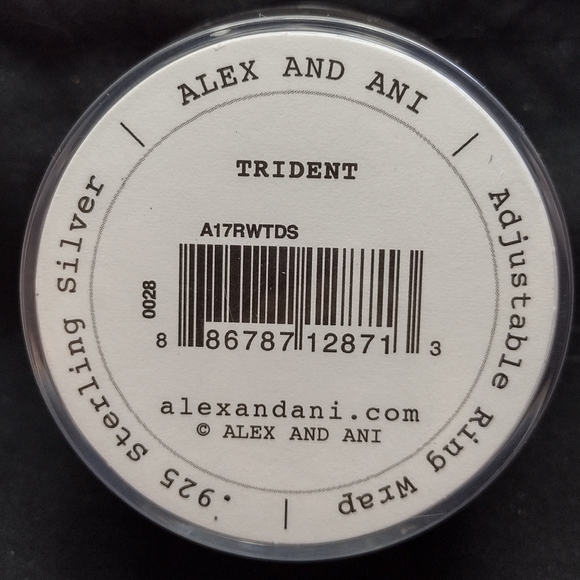 ALEX AND ANI
Adjustable Ring Wrap
.925 Sterling Silver
TRIDENT
A17RWTDS
0028
8 86787 12871 3
alexandani.com
© ALEX AND ANI